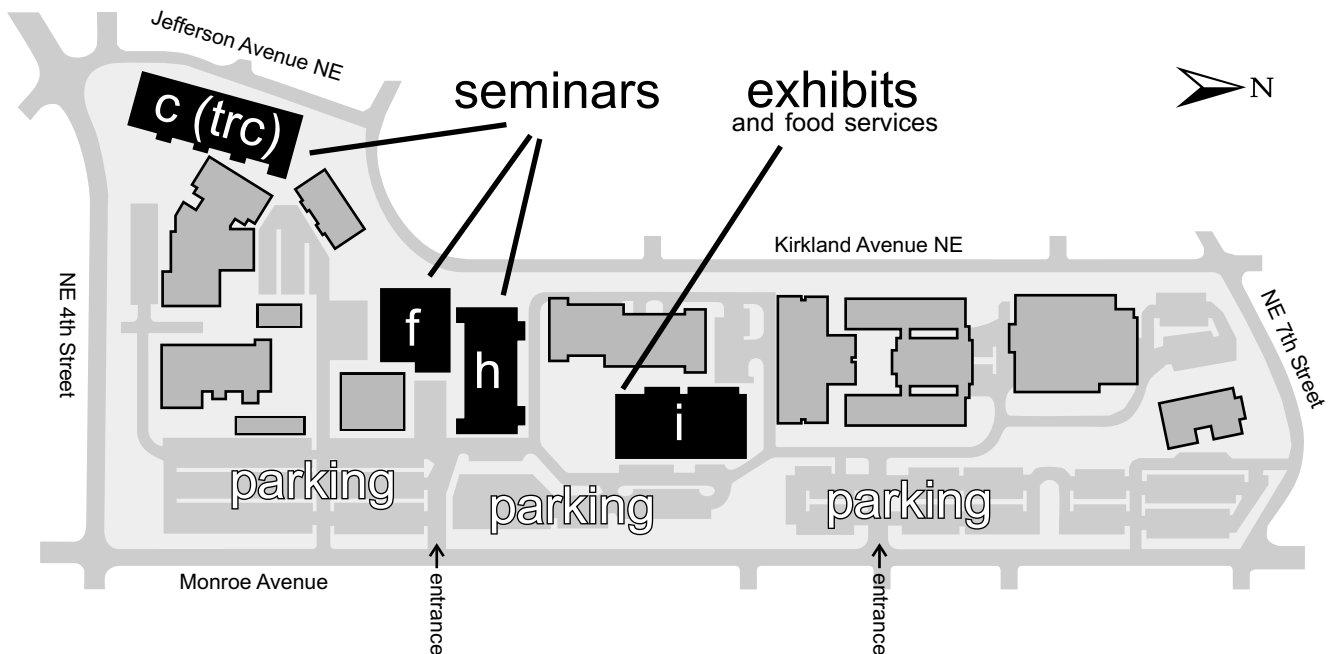 Jefferson Avenue NE
seminars
exhibits
and food services
N
c (trc)
Kirkland Avenue NE
NE 4th Street
NE 7th Street
f
h
i
parking
parking
parking
Monroe Avenue
entrance
entrance